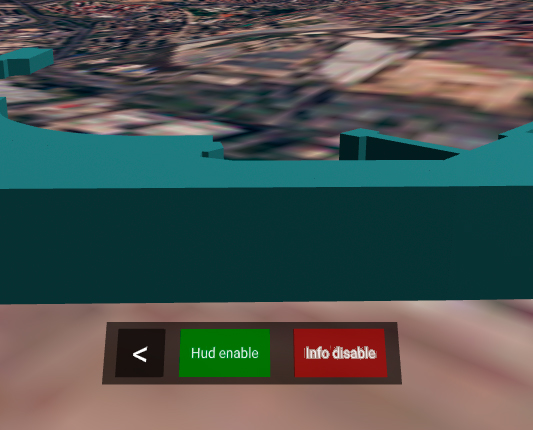 <
Hud enable
Info disable